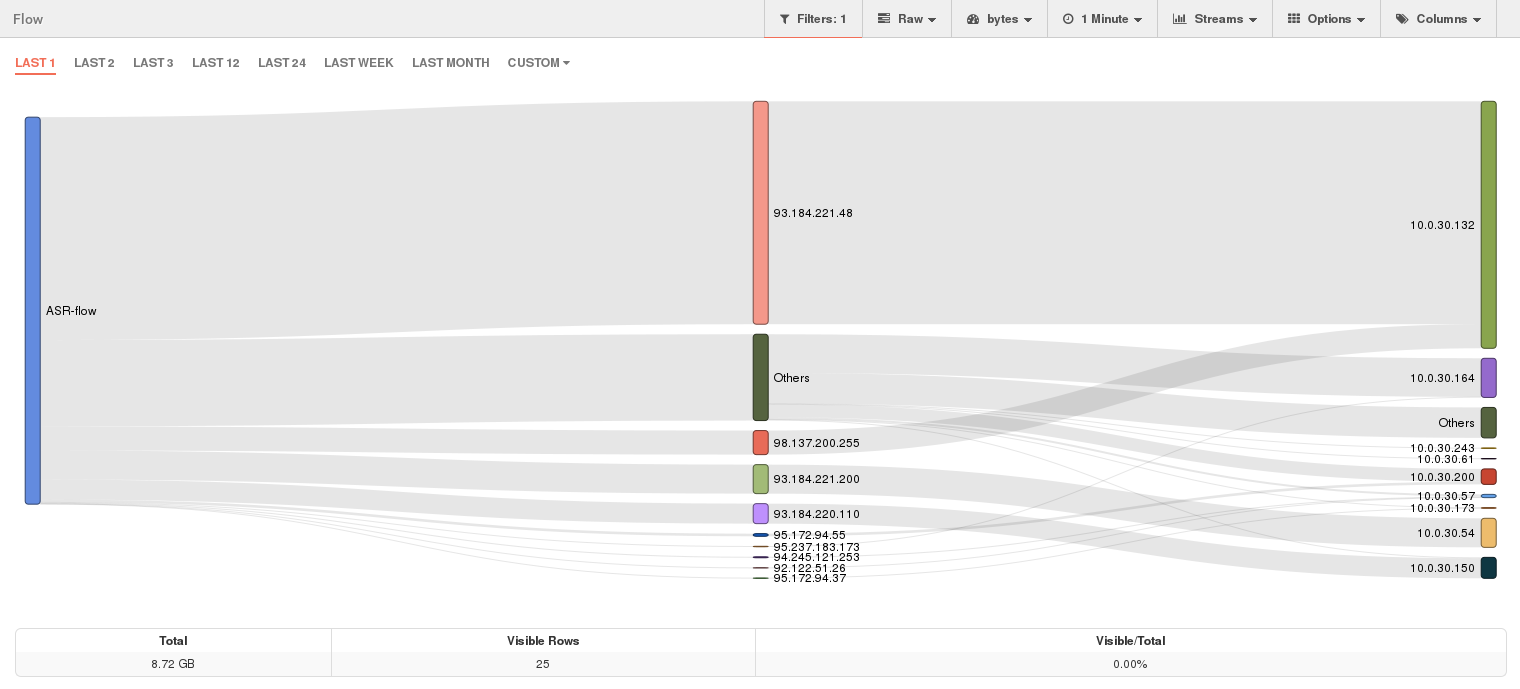 Flow
Filters: 1
Raw
bytes
1 Minute
Streams
Options
Columns
LAST 1
LAST 2
LAST 3
LAST 12
LAST 24
LAST WEEK
LAST MONTH
CUSTOM
ASR-flow
93.184.221.48
Others
98.137.200.255
93.184.221.200
93.184.220.110
95.172.94.55
95.237.183.173
94.245.121.253
92.122.51.26
95.172.94.37
10.0.30.132
10.0.30.164
Others
10.0.30.243
10.0.30.61
10.0.30.200
10.0.30.57
10.0.30.173
10.0.30.54
10.0.30.150
Total
Visible Rows
Visible/Total
8.72 GB
25
0.00%